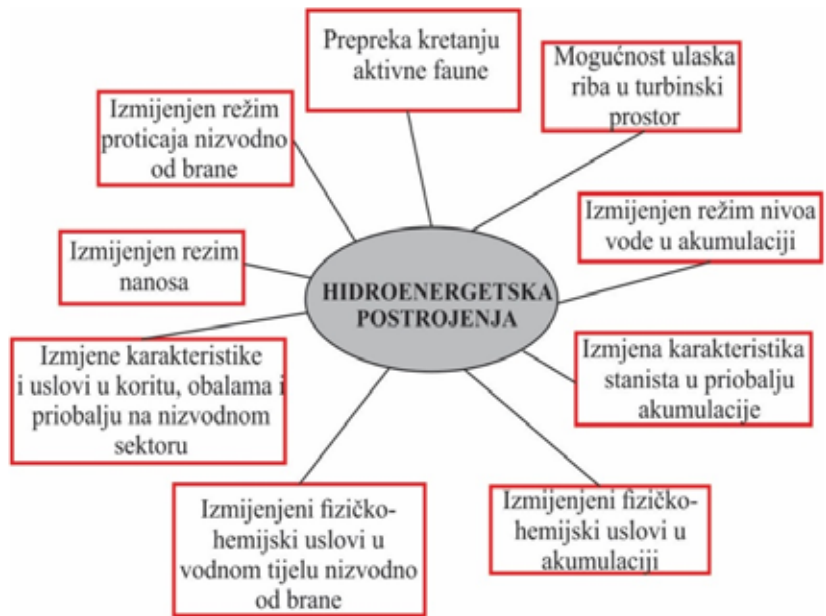 Prepreka kretanju
aktivne faune
Mogućnost ulaska
riba u turbinski
prostor
Izmijenjen režim
proticaja nizvodno
od brane
Izmijenjen režim nivoa
vode u akumulaciji
Izmijenjen rezim
nanosa
HIDROENERGETSKA
POSTROJENJA
Izmjene karakteristike
i uslovi u koritu, obalama i
priobalju na nizvodnom
sektoru
Izmjena karakteristika
stanista u priobalju
akumulacije
Izmijenjeni fizičko-
hemijski uslovi u
vodnom tijelu nizvodno
od brane
Izmijenjeni fizičko-
hemijski uslovi u
akumulaciji